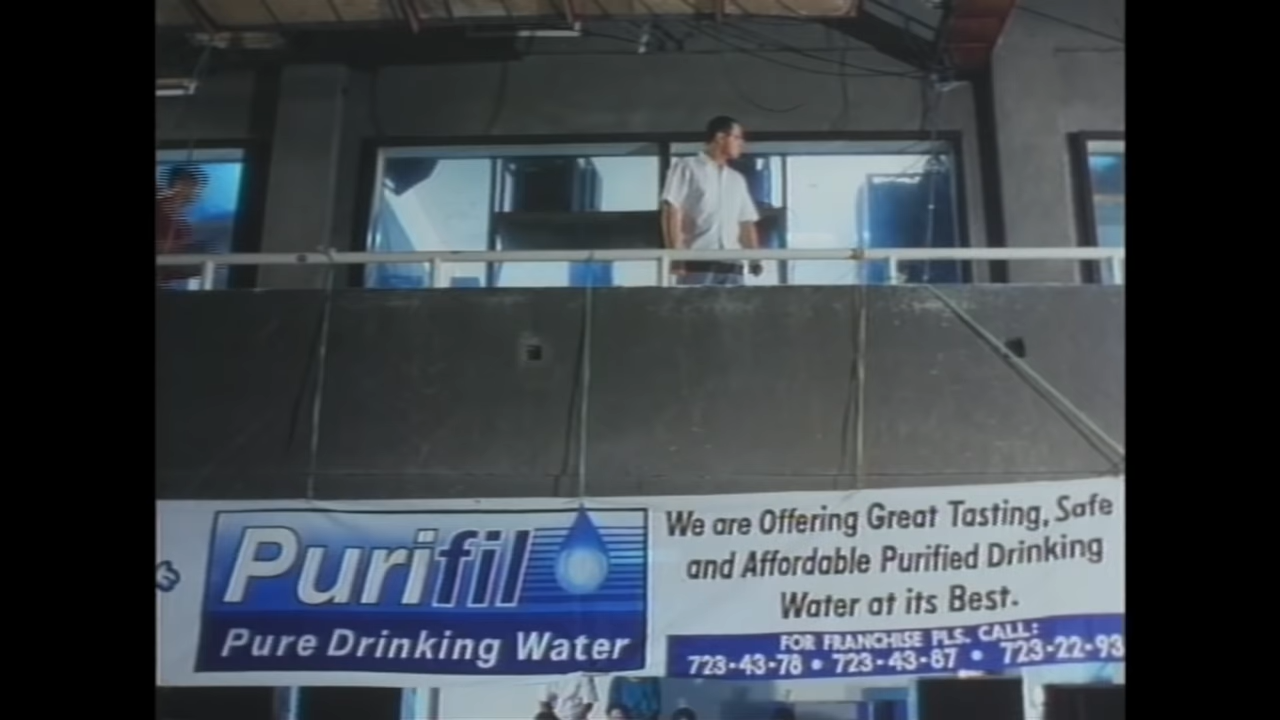 Purifil
Pure Drinking Water
We are Offering Great Tasting, Safe
and Affordable Purified Drinking
Water at its Best.
FOR FRANCHISE PLS. CALL:
723-43-78 • 723-43-87 • 723-22-93